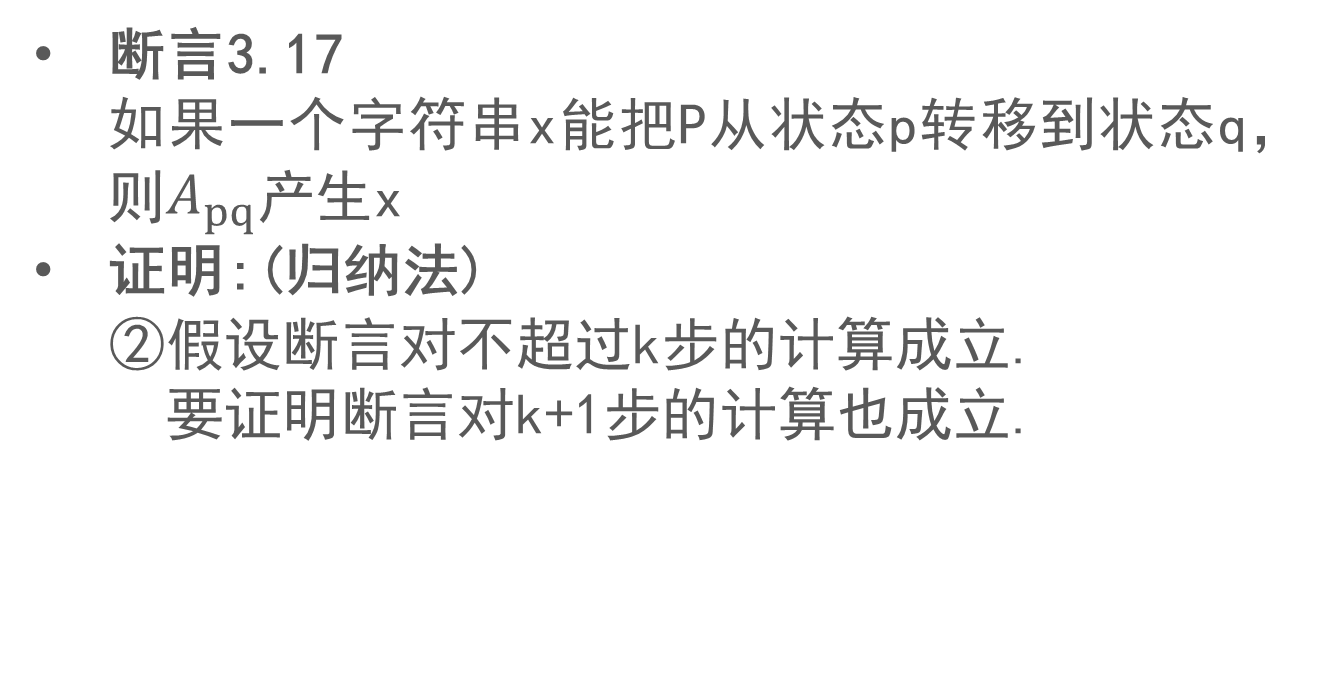 • 断言3.17
如果一个字符串x能把P从状态p转移到状态q，
则A_pq产生x
• 证明:(归纳法)
②假设断言对不超过k步的计算成立.
要证明断言对k+1步的计算也成立.